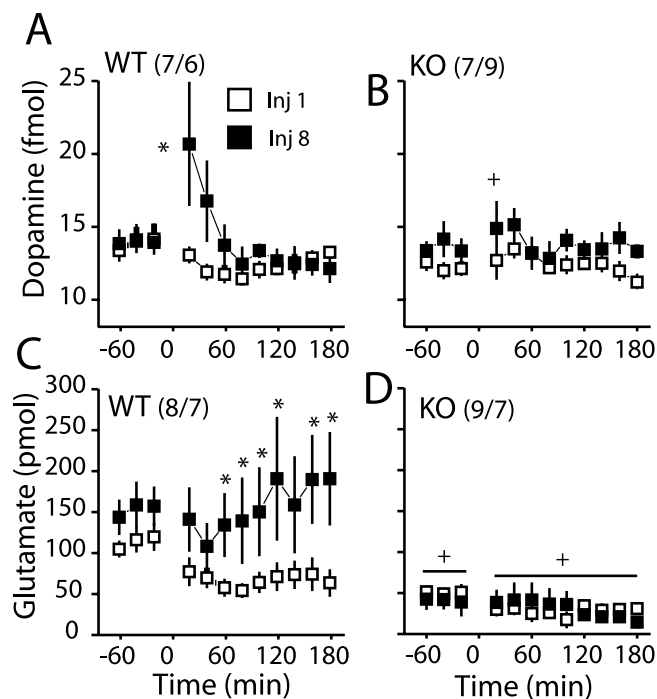 A
WT (7/6)
B
KO (7/9)
Inj 1
Inj 8
25
20
15
10
Dopamine (fmol)
*
+
-60 0 60 120 180
-60 0 60 120 180
C
WT (8/7)
D
KO (9/7)
300
250
200
150
100
50
0
Glutamate (pmol)
* * * * * *
+ +
-60 0 60 120 180
-60 0 60 120 180
Time (min)
Time (min)